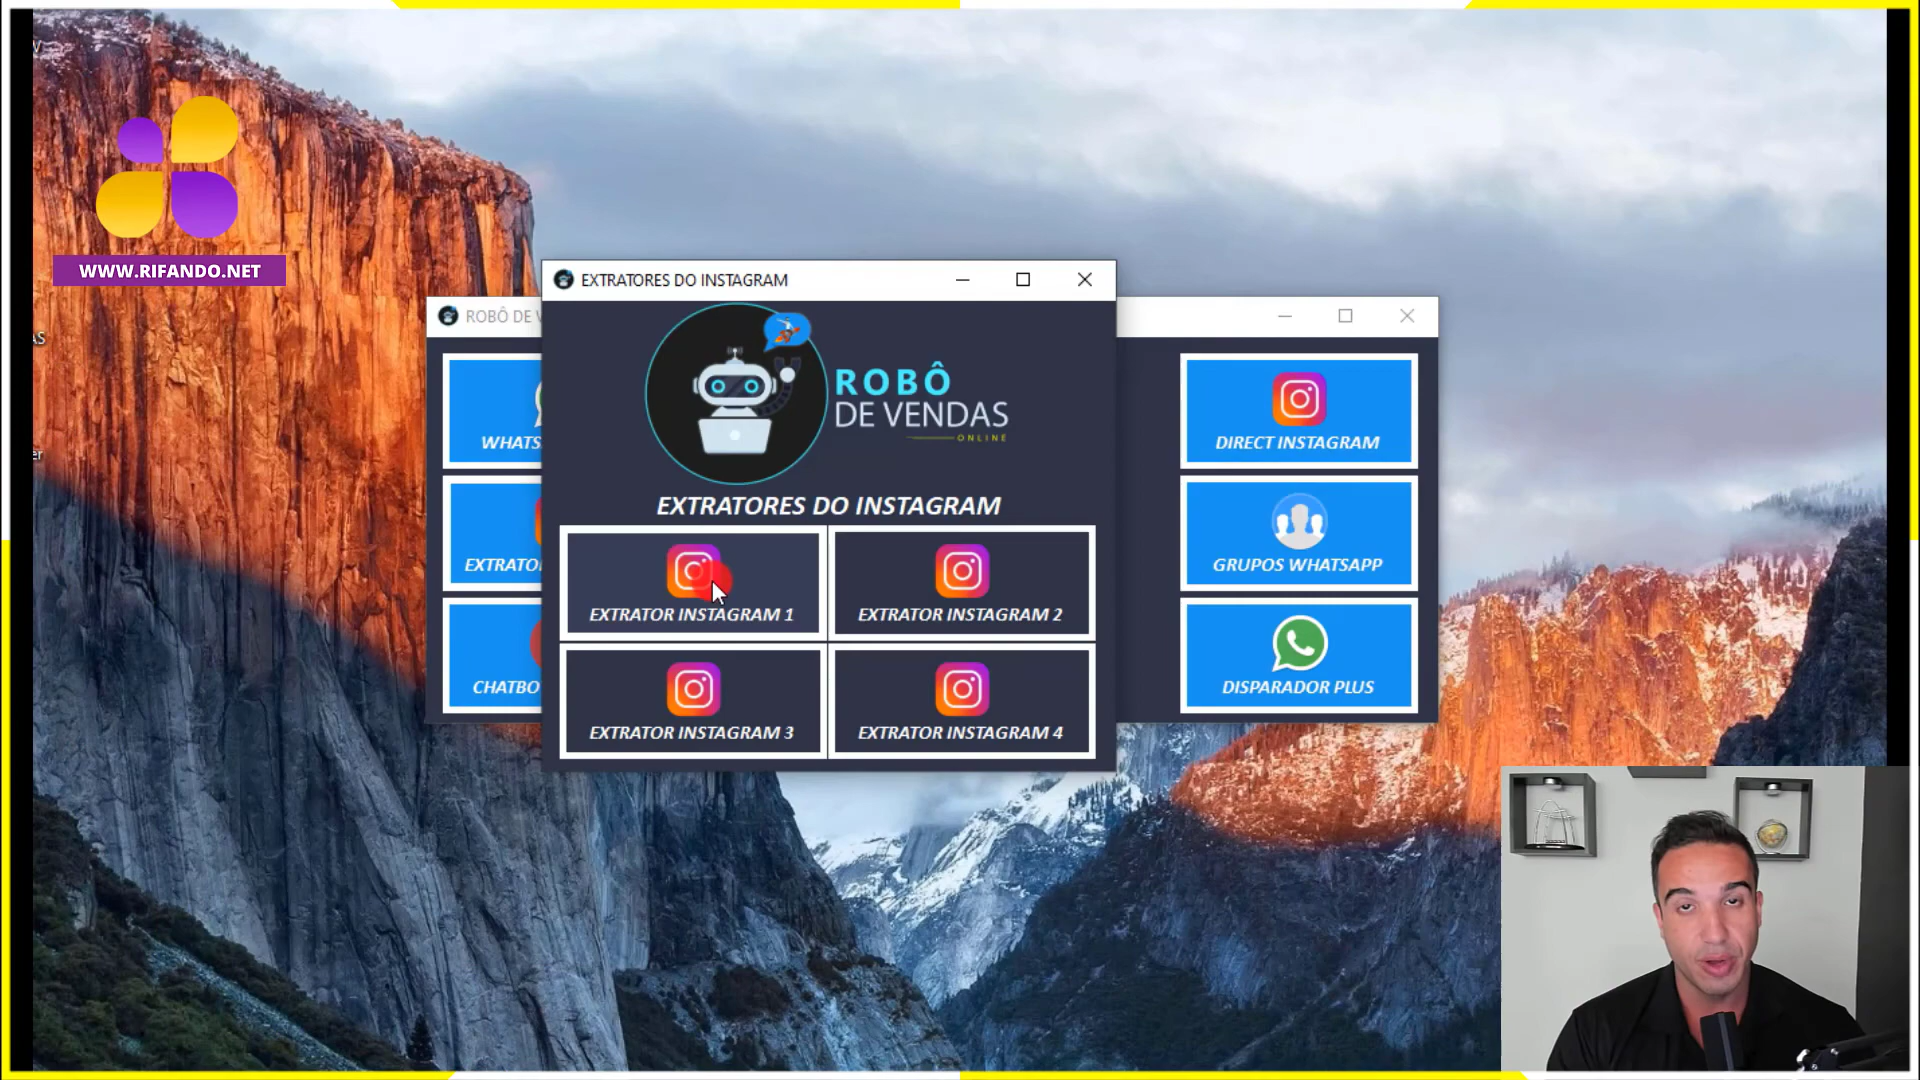 WWW.RIFANDO.NET
EXTRATORES DO INSTAGRAM
ROBÔ DE V
ROBÔ
DE VENDAS
ONLINE
EXTRATORES DO INSTAGRAM
EXTRATOR INSTAGRAM 1
EXTRATOR INSTAGRAM 2
EXTRATOR INSTAGRAM 3
EXTRATOR INSTAGRAM 4
WHATS
EXTRATO
CHATBO
DIRECT INSTAGRAM
GRUPOS WHATSAPP
DISPARADOR PLUS